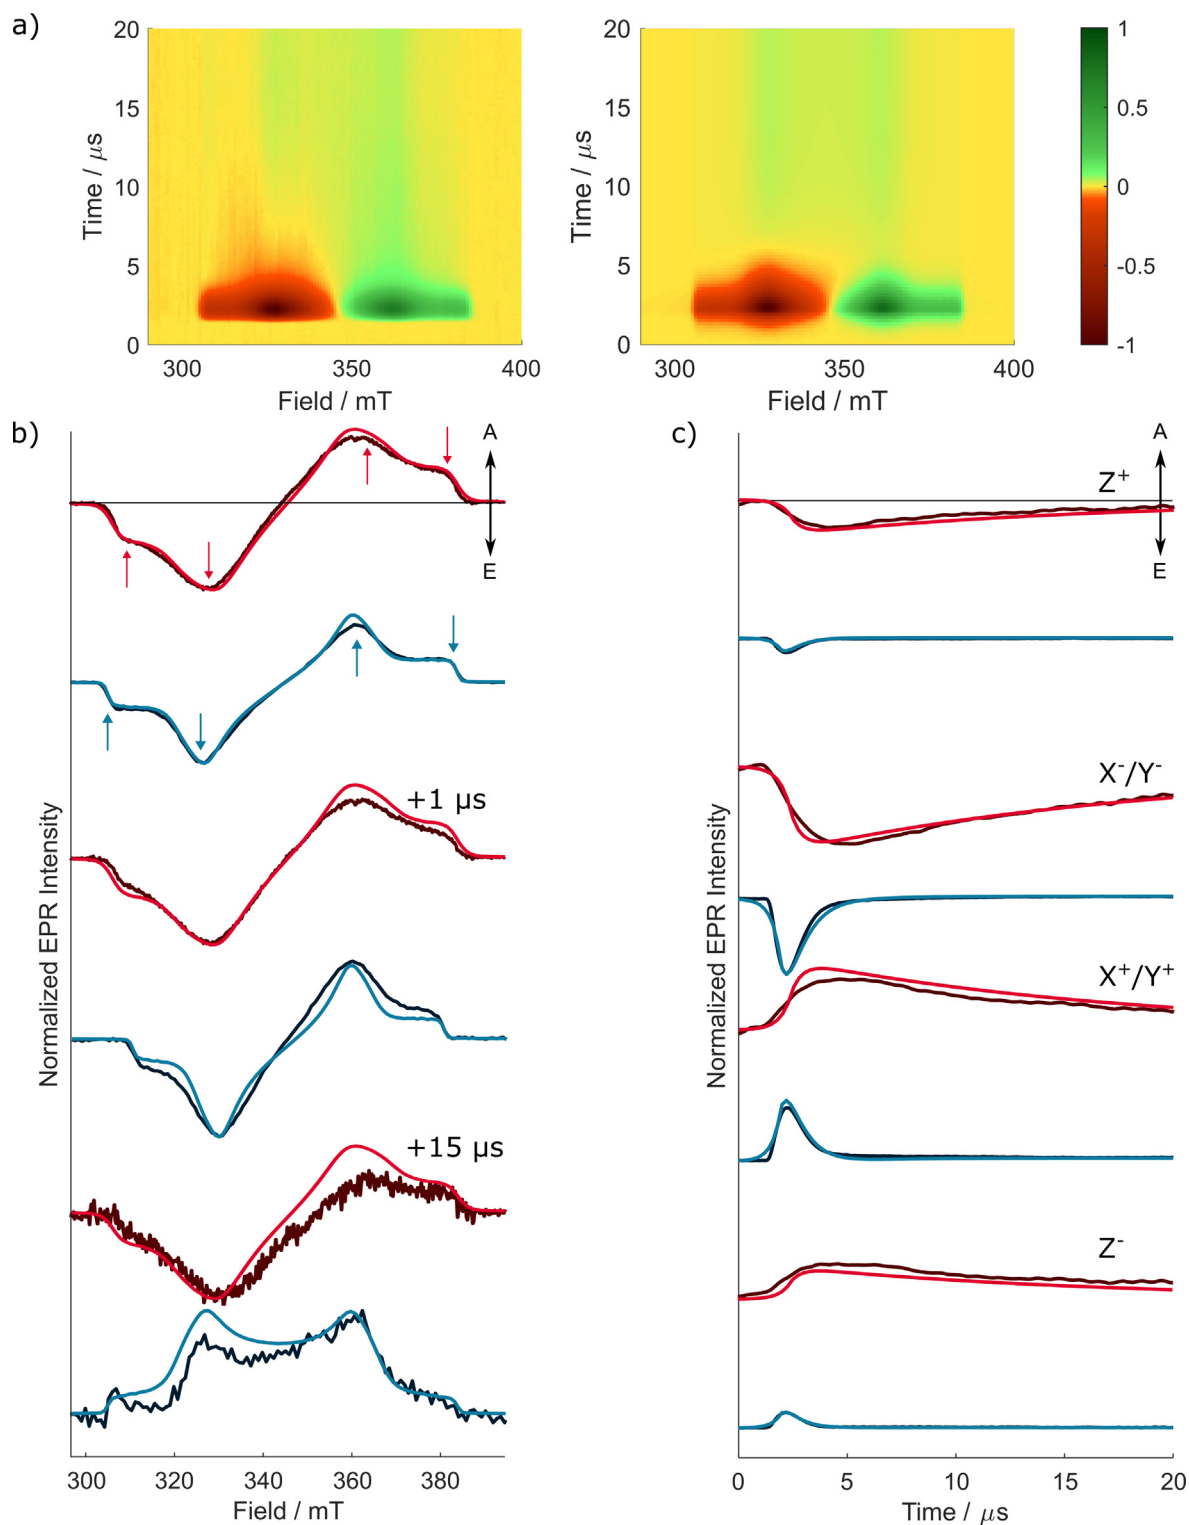 a)
20
15
10
5
0
Time / μs
300
350
400
Field / mT
20
15
10
5
0
Time / μs
300
350
400
Field / mT
1
0.5
0
-0.5
-1
b)
A
E
+1 μs
+15 μs
Normalized EPR Intensity
300
320
340
360
380
Field / mT
c)
A
E
Z⁺
X⁻/Y⁻
X⁺/Y⁺
Z⁻
Normalized EPR Intensity
0
5
10
15
20
Time / μs